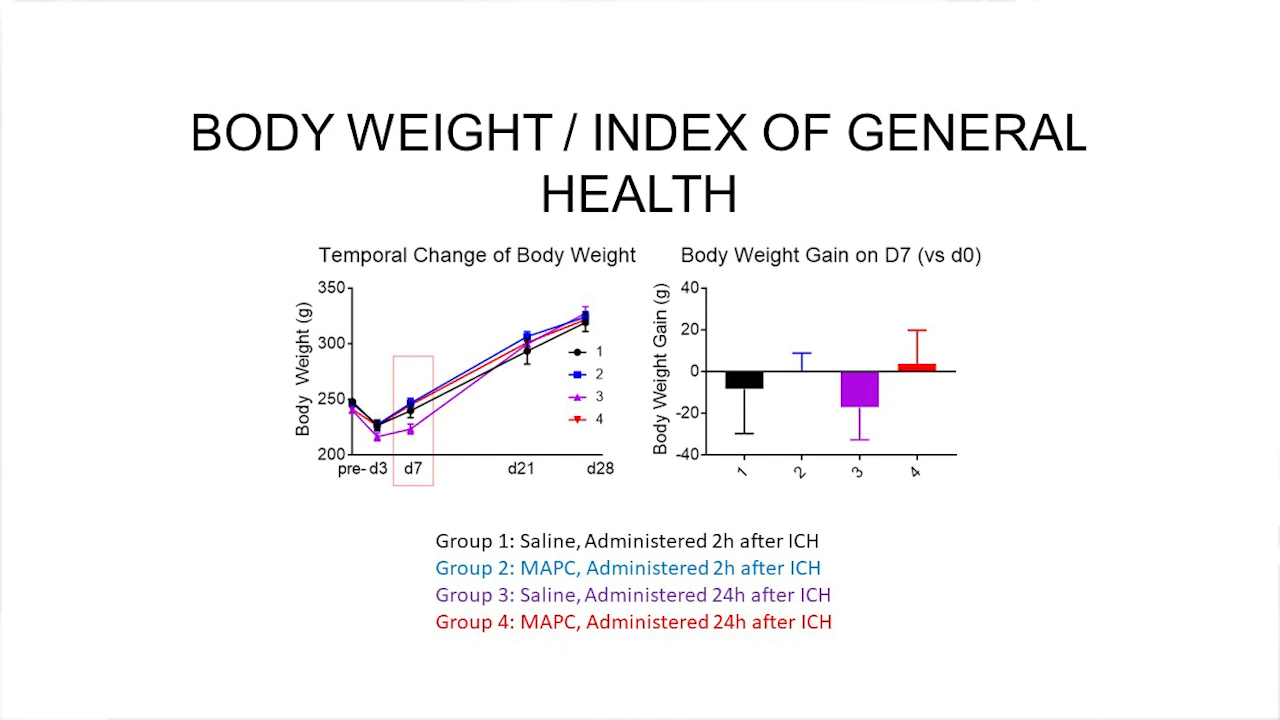 BODY WEIGHT / INDEX OF GENERAL
HEALTH
Temporal Change of Body Weight
Body Weight (g)
350
300
250
200
pre- d3 d7 d21 d28
1
2
3
4
Body Weight Gain on D7 (vs d0)
Body Weight Gain (g)
40
20
0
-20
-40
1 2 3 4
Group 1: Saline, Administered 2h after ICH
Group 2: MAPC, Administered 2h after ICH
Group 3: Saline, Administered 24h after ICH
Group 4: MAPC, Administered 24h after ICH